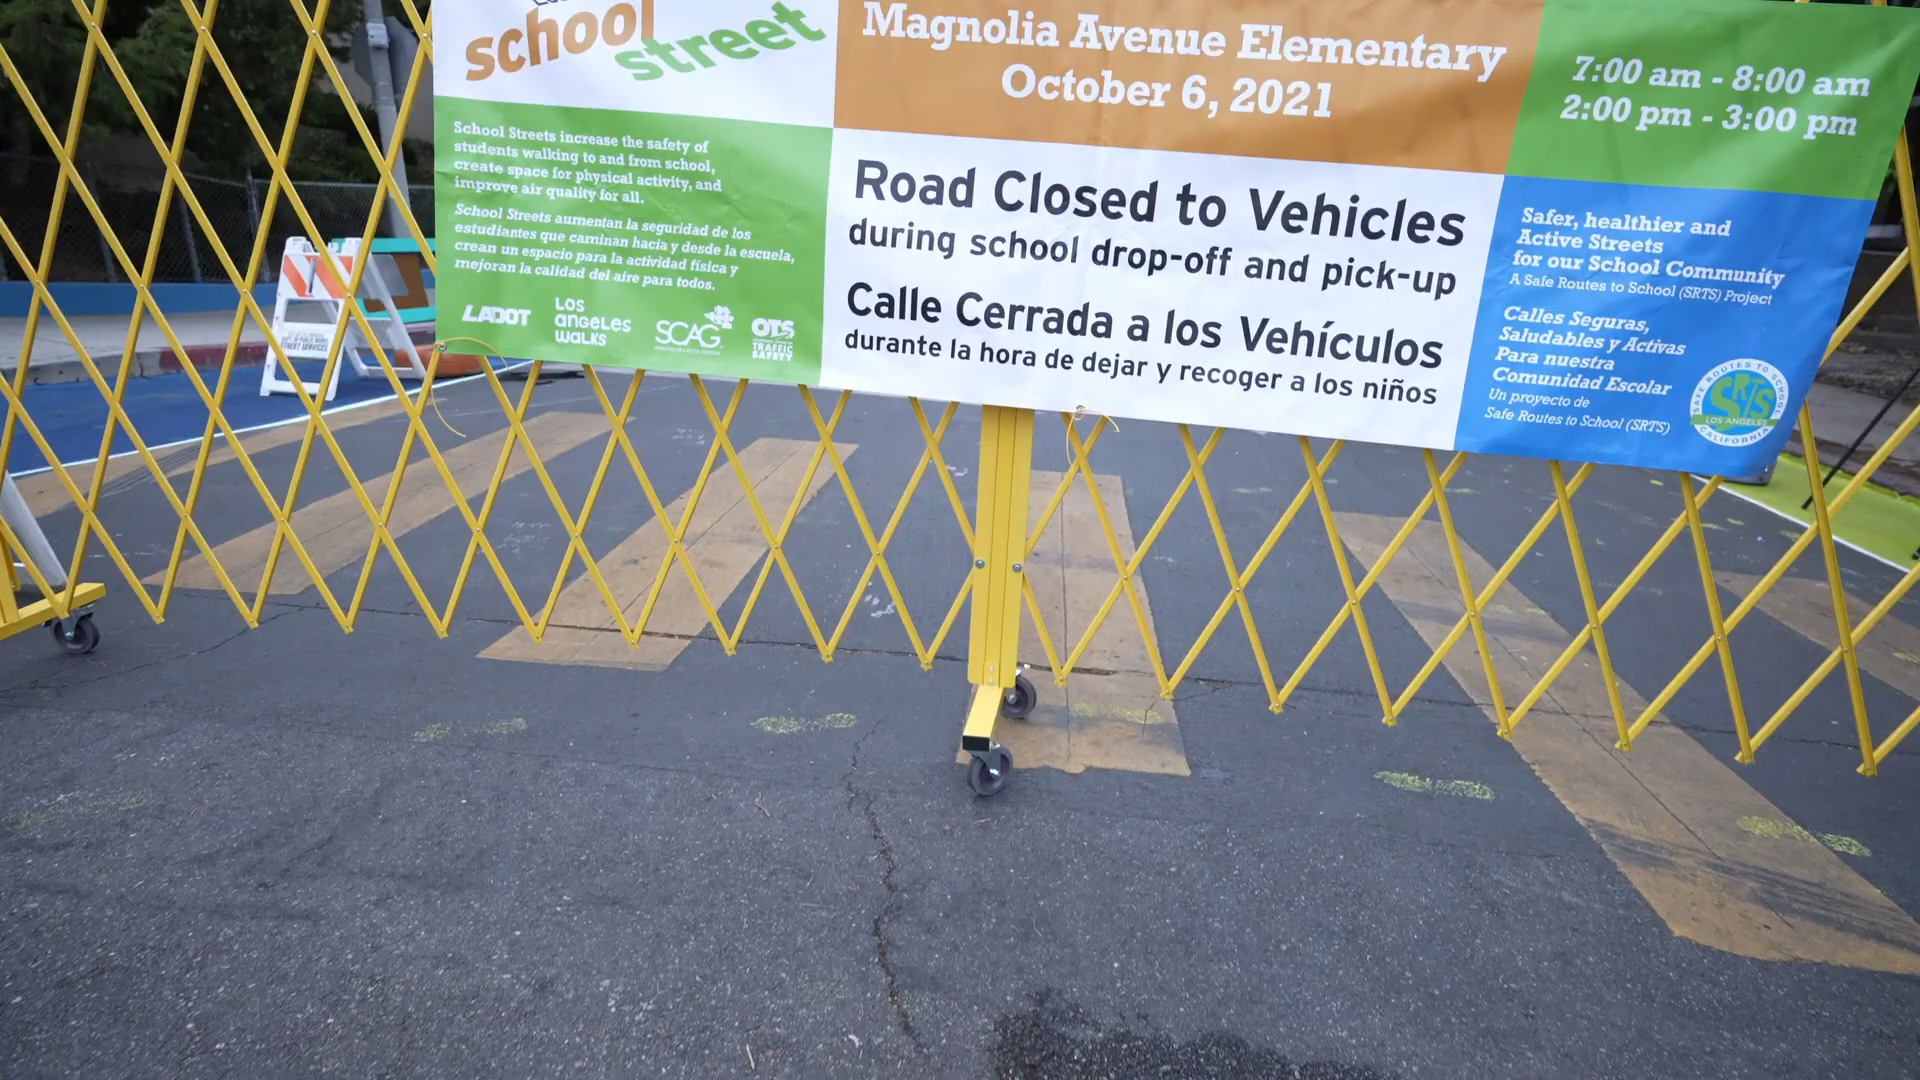 school
street
Magnolia Avenue Elementary
October 6, 2021
7:00 am - 8:00 am
2:00 pm - 3:00 pm
School Streets increase the safety of
students walking to and from school,
create space for physical activity, and
improve air quality for all.
School Streets aumentan la seguridad de los
estudiantes que caminan hacia y desde la escuela,
crean un espacio para la actividad física y
mejoran la calidad del aire para todos.
LADOT
Los
angeles
walks
SCAG
OTS
TRAFFIC
SAFETY
Road Closed to Vehicles
during school drop-off and pick-up
Calle Cerrada a los Vehículos
durante la hora de dejar y recoger a los niños
Safer, healthier and
Active Streets
for our School Community
A Safe Routes to School (SRTS) Project
Calles Seguras,
Saludables y Activas
Para nuestra
Comunidad Escolar
Un proyecto de
Safe Routes to School (SRTS)
SAFE ROUTES TO SCHOOL
SRTS
LOS ANGELES
CALIFORNIA
STREET SERVICES